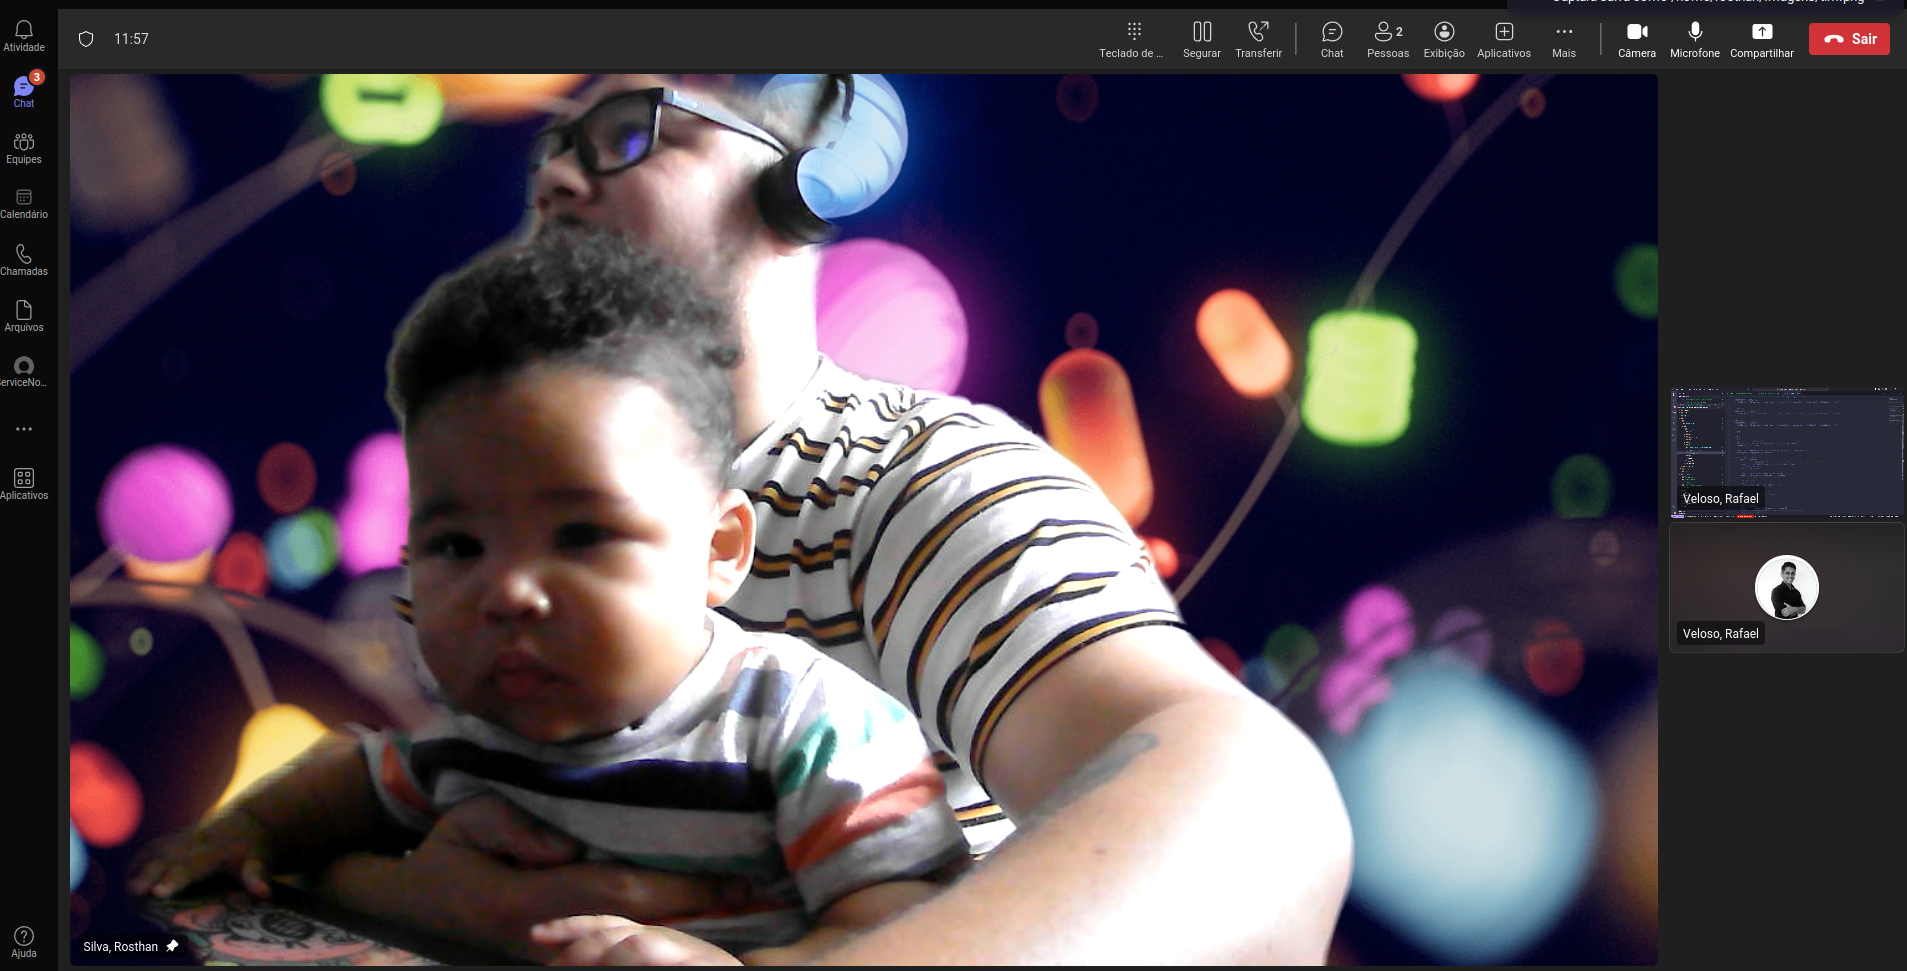 Atividade
3
Chat
Equipes
Calendário
Chamadas
Arquivos
ServiceNo...
Aplicativos
Ajuda
11:57
Teclado de ...
Segurar
Transferir
Chat
2
Pessoas
Exibição
Aplicativos
Mais
Câmera
Microfone
Compartilhar
Sair
Silva, Rosthan
Veloso, Rafael
Veloso, Rafael